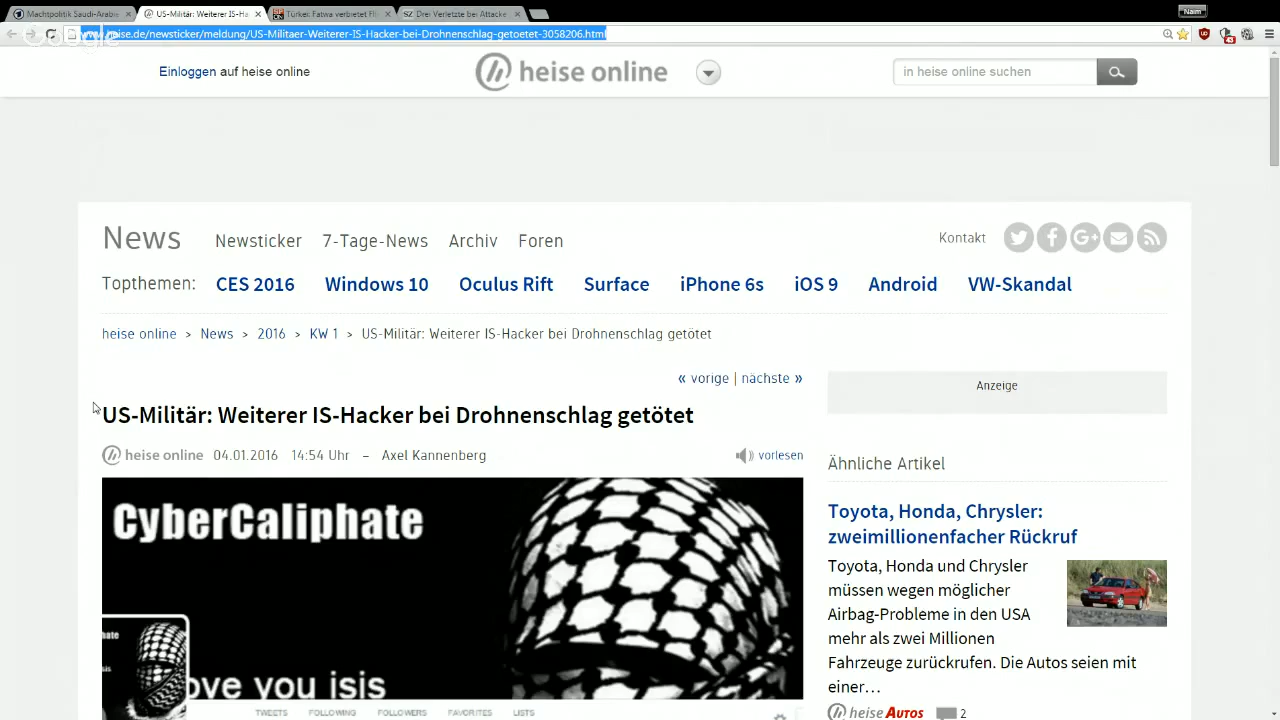 Machtpolitik Saudi-Arabie
US-Militär: Weiterer IS-Ha
Türkei: Fatwa verbietet Fl
SZ Drei Verletzte bei Attacke
Naim
Google
www.heise.de/newsticker/meldung/US-Militaer-Weiterer-IS-Hacker-bei-Drohnenschlag-getoetet-3058206.html
Einloggen auf heise online
heise online
in heise online suchen
News
Newsticker
7-Tage-News
Archiv
Foren
Kontakt
Topthemen:
CES 2016
Windows 10
Oculus Rift
Surface
iPhone 6s
iOS 9
Android
VW-Skandal
heise online > News > 2016 > KW 1 > US-Militär: Weiterer IS-Hacker bei Drohnenschlag getötet
« vorige | nächste »
Anzeige
US-Militär: Weiterer IS-Hacker bei Drohnenschlag getötet
heise online 04.01.2016 14:54 Uhr – Axel Kannenberg
vorlesen
CyberCaliphate
ove you isis
TWEETS FOLLOWING FOLLOWERS FAVORITES LISTS
Ähnliche Artikel
Toyota, Honda, Chrysler:
zweimillionenfacher Rückruf
Toyota, Honda und Chrysler
müssen wegen möglicher
Airbag-Probleme in den USA
mehr als zwei Millionen
Fahrzeuge zurückrufen. Die Autos seien mit
einer…
heise Autos 2